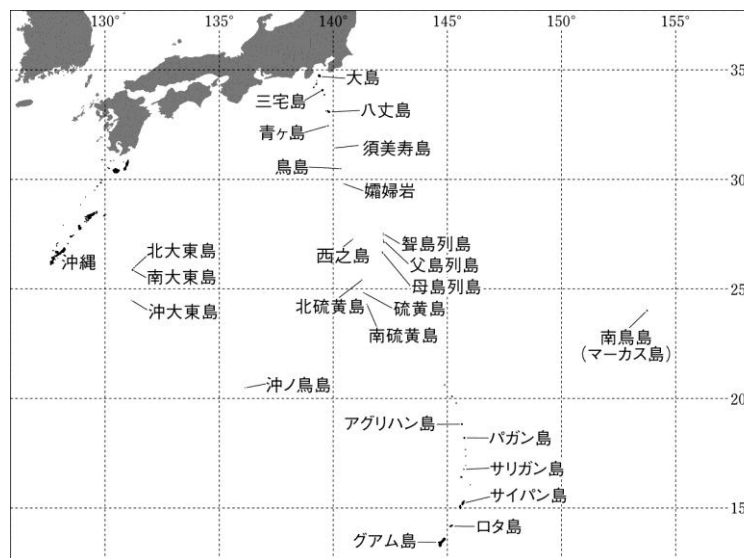 130° 135° 140° 145° 150° 155°
35
大島
三宅島
八丈島
青ヶ島
須美寿島
鳥島
30
孀婦岩
沖縄
北大東島
南大東島
沖大東島
西之島
聟島列島
父島列島
母島列島
25
北硫黄島
硫黄島
南硫黄島
南鳥島
(マーカス島)
沖ノ鳥島
20
アグリハン島
パガン島
サリガン島
サイパン島
15
ロタ島
グアム島